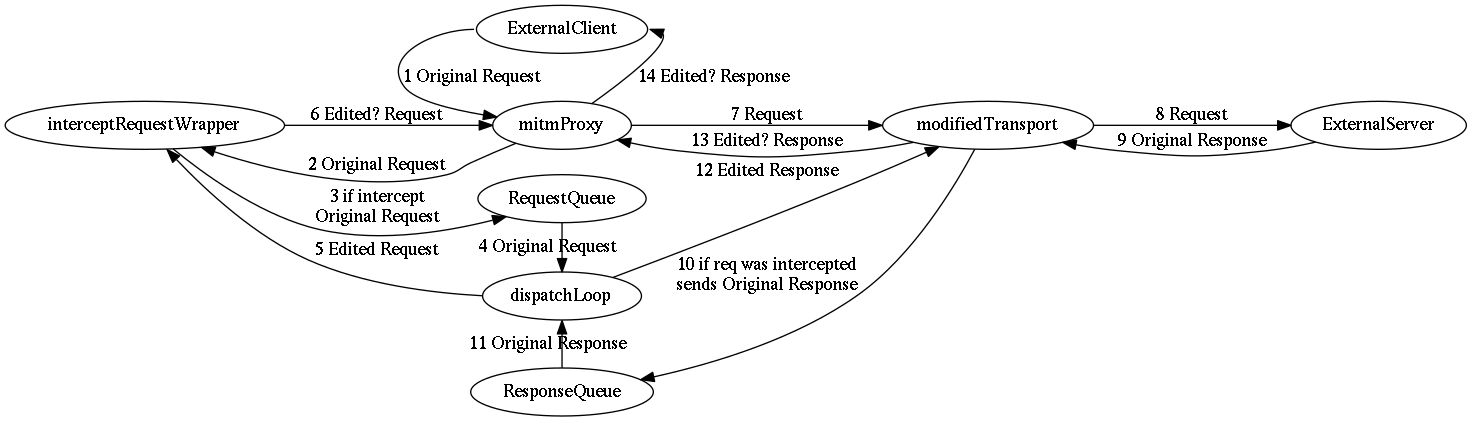 ExternalClient
1 Original Request
14 Edited? Response
interceptRequestWrapper
6 Edited? Request
mitmProxy
7 Request
modifiedTransport
8 Request
ExternalServer
13 Edited? Response
9 Original Response
2 Original Request
12 Edited Response
3 if intercept
Original Request
RequestQueue
5 Edited Request
4 Original Request
10 if req was intercepted
sends Original Response
dispatchLoop
11 Original Response
ResponseQueue